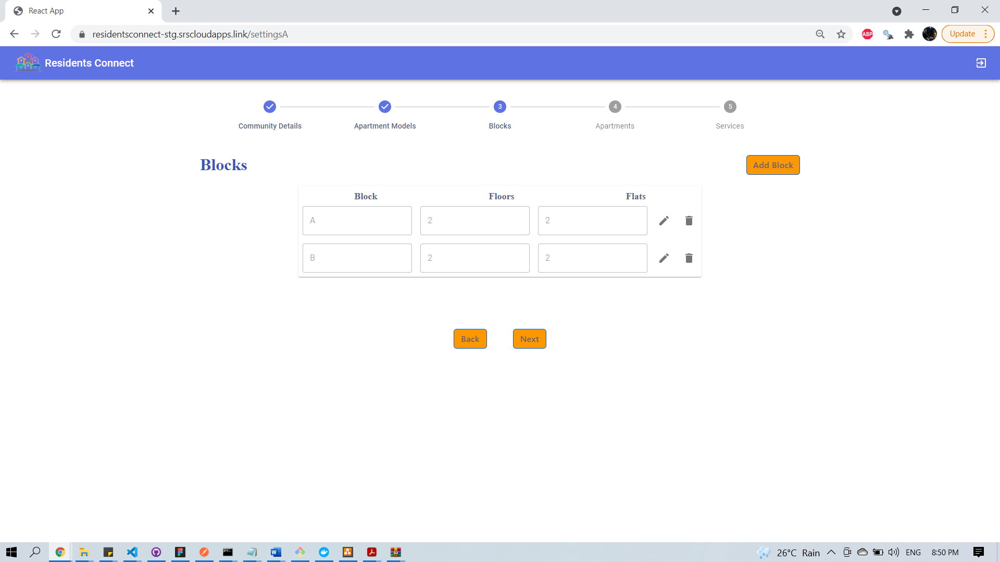 React App
residentsconnect-stg.srscloudapps.link/settingsA
ABP
Update
Residents Connect
3
4
5
Community Details
Apartment Models
Blocks
Apartments
Services
Blocks
Add Block
Block
Floors
Flats
A
2
2
B
2
2
Back
Next
26°C Rain
ENG
8:50 PM